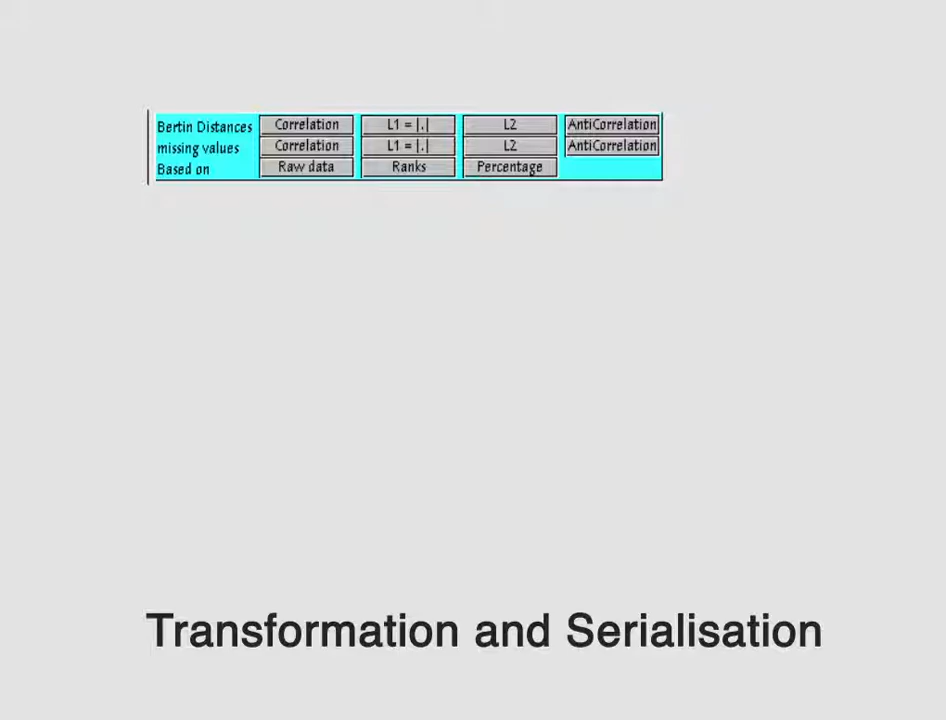 Bertin Distances Correlation L1 = |.| L2 AntiCorrelation
missing values Correlation L1 = |.| L2 AntiCorrelation
Based on Raw data Ranks Percentage
Transformation and Serialisation